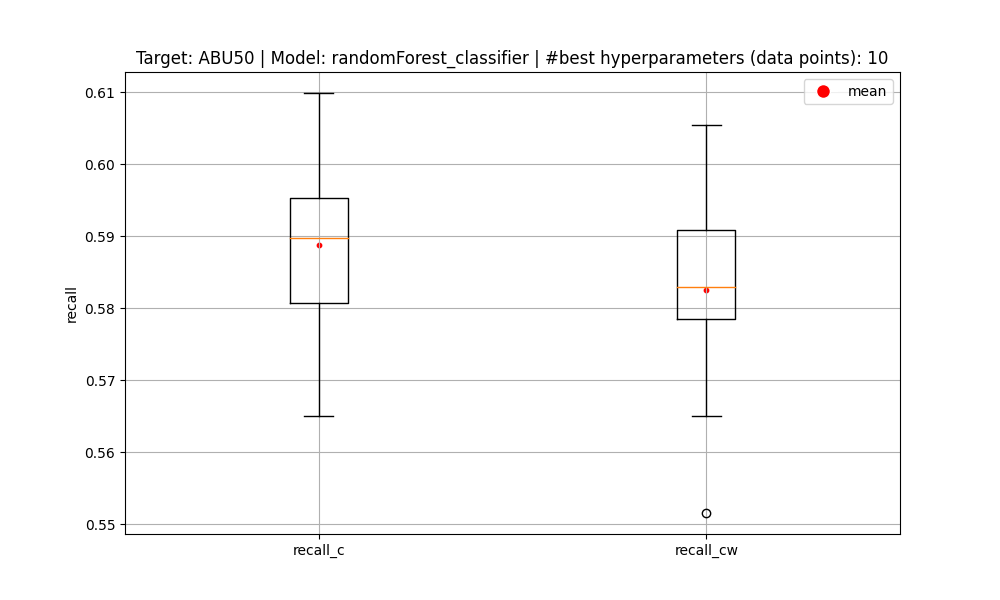 Target: ABU50 | Model: randomForest_classifier | #best hyperparameters (data points): 10
mean
0.61
0.60
0.59
0.58
0.57
0.56
0.55
recall
recall_c
recall_cw